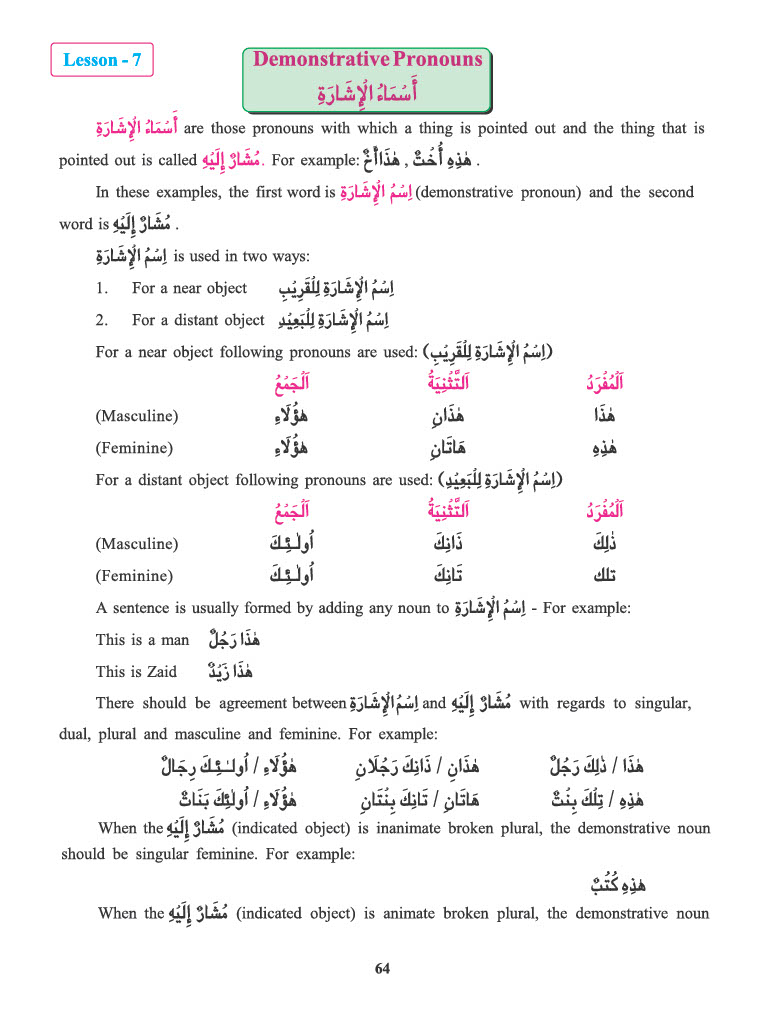 Lesson - 7
Demonstrative Pronouns
أَسْمَاءُ الْإِشَارَةِ
أَسْمَاءُ الْإِشَارَةِ are those pronouns with which a thing is pointed out and the thing that is
pointed out is called مُشَارٌ إِلَيْهِ. For example: هٰذَا أَخٌ , هٰذِهِ أُخْتٌ .
In these examples, the first word is اِسْمُ الْإِشَارَةِ (demonstrative pronoun) and the second
word is مُشَارٌ إِلَيْهِ .
اِسْمُ الْإِشَارَةِ is used in two ways:
1. For a near object اِسْمُ الْإِشَارَةِ لِلْقَرِيْبِ
2. For a distant object اِسْمُ الْإِشَارَةِ لِلْبَعِيْدِ
For a near object following pronouns are used: (اِسْمُ الْإِشَارَةِ لِلْقَرِيْبِ)
اَلْجَمْعُ اَلتَّثْنِيَةُ اَلْمُفْرَدُ
(Masculine) هٰؤُلَاءِ هٰذَانِ هٰذَا
(Feminine) هٰؤُلَاءِ هَاتَانِ هٰذِهِ
For a distant object following pronouns are used: (اِسْمُ الْإِشَارَةِ لِلْبَعِيْدِ)
اَلْجَمْعُ اَلتَّثْنِيَةُ اَلْمُفْرَدُ
(Masculine) أُولٰـئِكَ ذَانِكَ ذٰلِكَ
(Feminine) أُولٰـئِكَ تَانِكَ تلك
A sentence is usually formed by adding any noun to اِسْمُ الْإِشَارَةِ - For example:
This is a man هٰذَا رَجُلٌ
This is Zaid هٰذَا زَيْدٌ
There should be agreement between اِسْمُ الْإِشَارَةِ and مُشَارٌ إِلَيْهِ with regards to singular,
dual, plural and masculine and feminine. For example:
هٰذَا / ذٰلِكَ رَجُلٌ هٰذَانِ / ذَانِكَ رَجُلَانِ هٰؤُلَاءِ / أُولـٰـئِكَ رِجَالٌ
هٰذِهِ / تِلْكَ بِنْتٌ هَاتَانِ / تَانِكَ بِنْتَانِ هٰؤُلَاءِ / أُولٰئِكَ بَنَاتٌ
When the مُشَارٌ إِلَيْهِ (indicated object) is inanimate broken plural, the demonstrative noun
should be singular feminine. For example:
هٰذِهِ كُتُبٌ
When the مُشَارٌ إِلَيْهِ (indicated object) is animate broken plural, the demonstrative noun
64